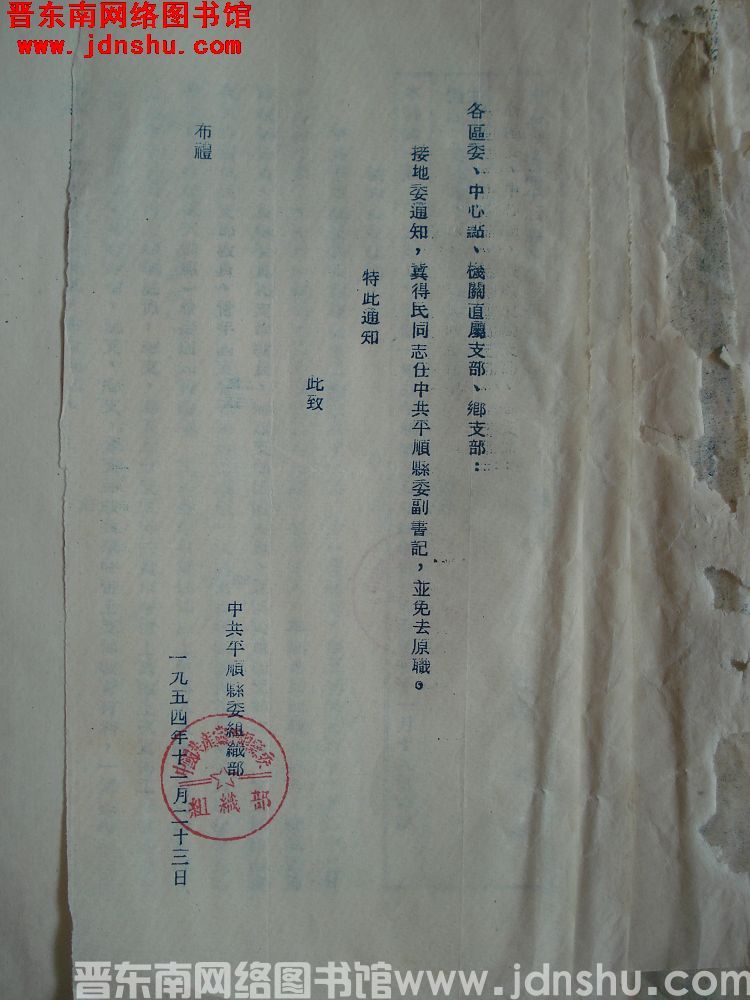 晋东南网络图书馆
www.jdnshu.com
各區委、中心點、機關直屬支部、鄉支部：
接地委通知，冀得民同志任中共平順縣委副書記，並免去原職。
特此通知
此致
布禮
中共平順縣委組織部
一九五四年十一月二十三日
組織部
晋东南网络图书馆www.jdnshu.com